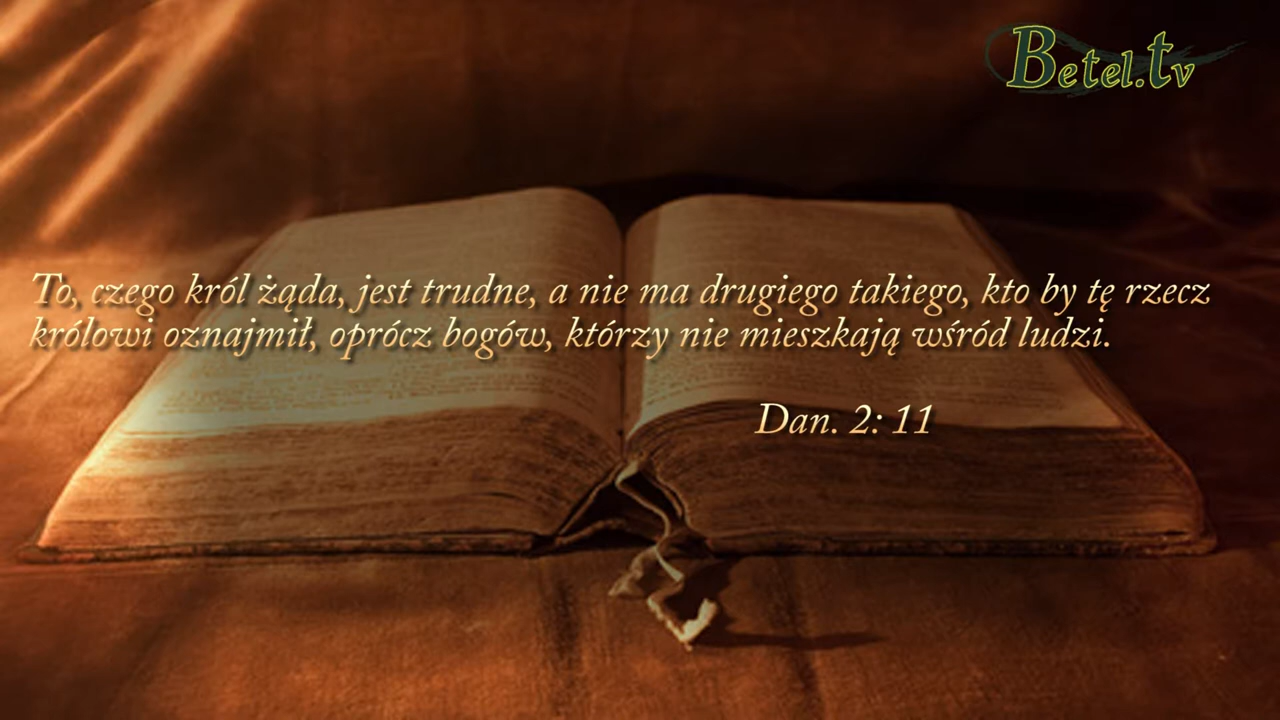 Betel.tv
To, czego król żąda, jest trudne, a nie ma drugiego takiego, kto by tę rzecz
królowi oznajmił, oprócz bogów, którzy nie mieszkają wśród ludzi.
Dan. 2: 11